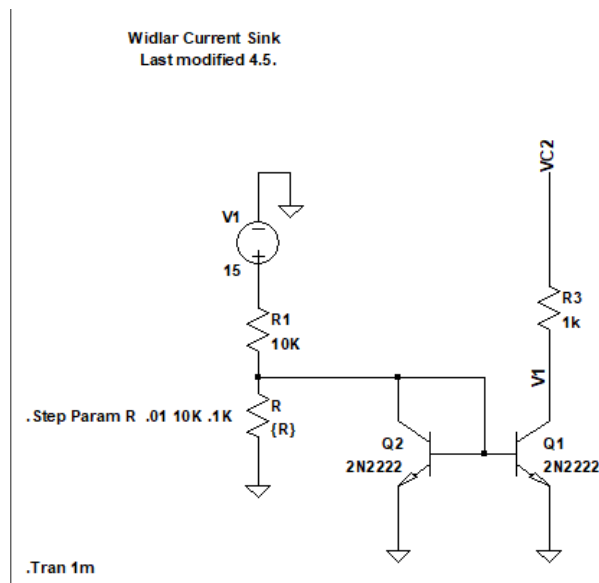 Widlar Current Sink
Last modified 4.5.
VC2
V1
15
R1
10K
R3
1k
V1
.Step Param R .01 10K .1K
R
{R}
Q2
2N2222
Q1
2N2222
.Tran 1m